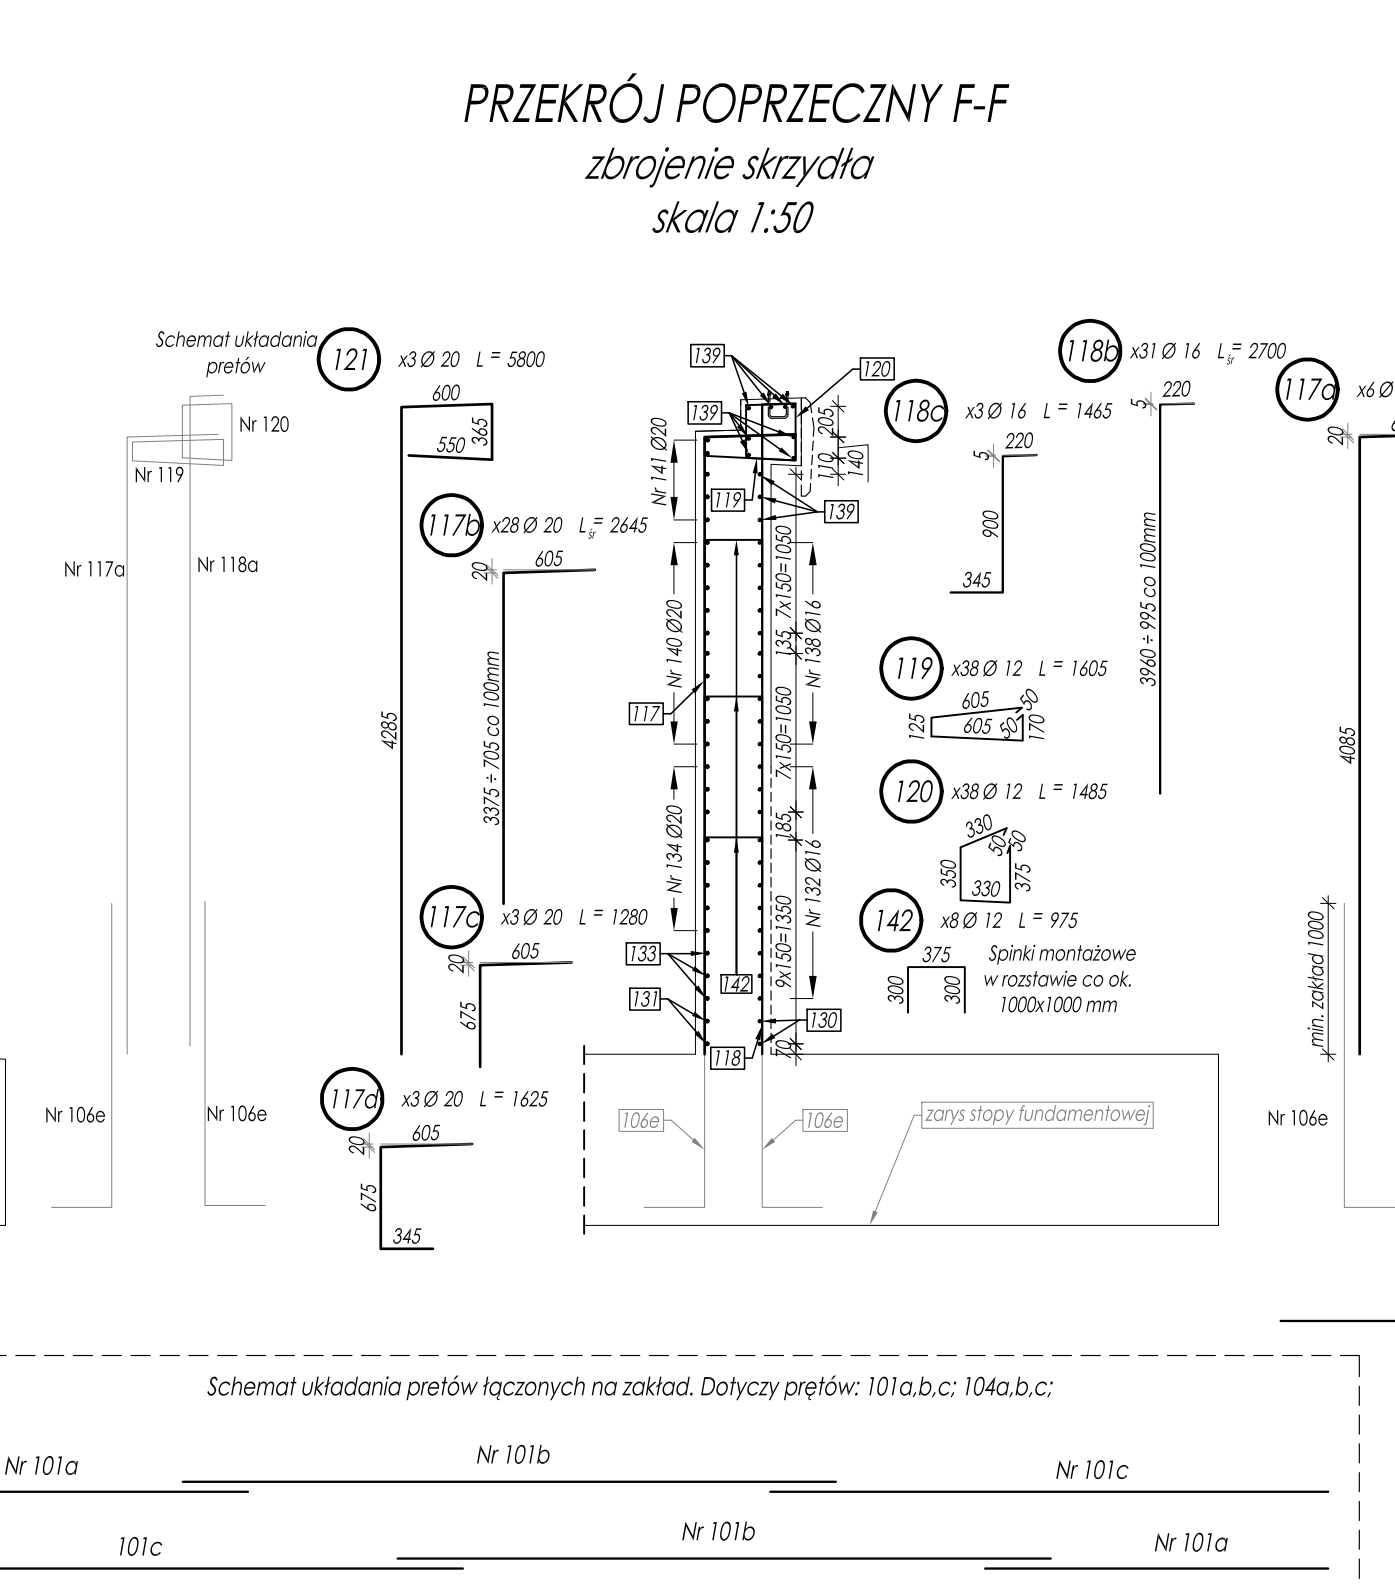 PRZEKRÓJ POPRZECZNY F-F
zbrojenie skrzydła
skala 1:50
Schemat układania
pretów
Nr 120
Nr 119
Nr 117a
Nr 118a
Nr 106e
Nr 106e
121
x3 Ø 20 L = 5800
600
365
550
4285
117b
x28 Ø 20 Lśr = 2645
20
605
3375 ÷ 705 co 100mm
117c
x3 Ø 20 L = 1280
20
605
675
117d
x3 Ø 20 L = 1625
20
605
675
345
139
120
139
205
110
140
Nr 141 Ø20
119
139
7x150=1050
Nr 140 Ø20
135
Nr 138 Ø16
117
7x150=1050
185
Nr 134 Ø20
Nr 132 Ø16
9x150=1350
133
142
131
130
118
70
106e
106e
zarys stopy fundamentowej
118c
x3 Ø 16 L = 1465
220
5
900
345
118b
x31 Ø 16 Lśr = 2700
220
5
3960 ÷ 995 co 100mm
119
x38 Ø 12 L = 1605
605
50
125
605
50
170
120
x38 Ø 12 L = 1485
330
50
50
350
330
375
142
x8 Ø 12 L = 975
375
300
300
Spinki montażowe
w rozstawie co ok.
1000x1000 mm
117a
x6 Ø
20
4085
min. zakład 1000
Nr 106e
Schemat układania pretów łączonych na zakład. Dotyczy prętów: 101a,b,c; 104a,b,c;
Nr 101a
Nr 101b
Nr 101c
101c
Nr 101b
Nr 101a